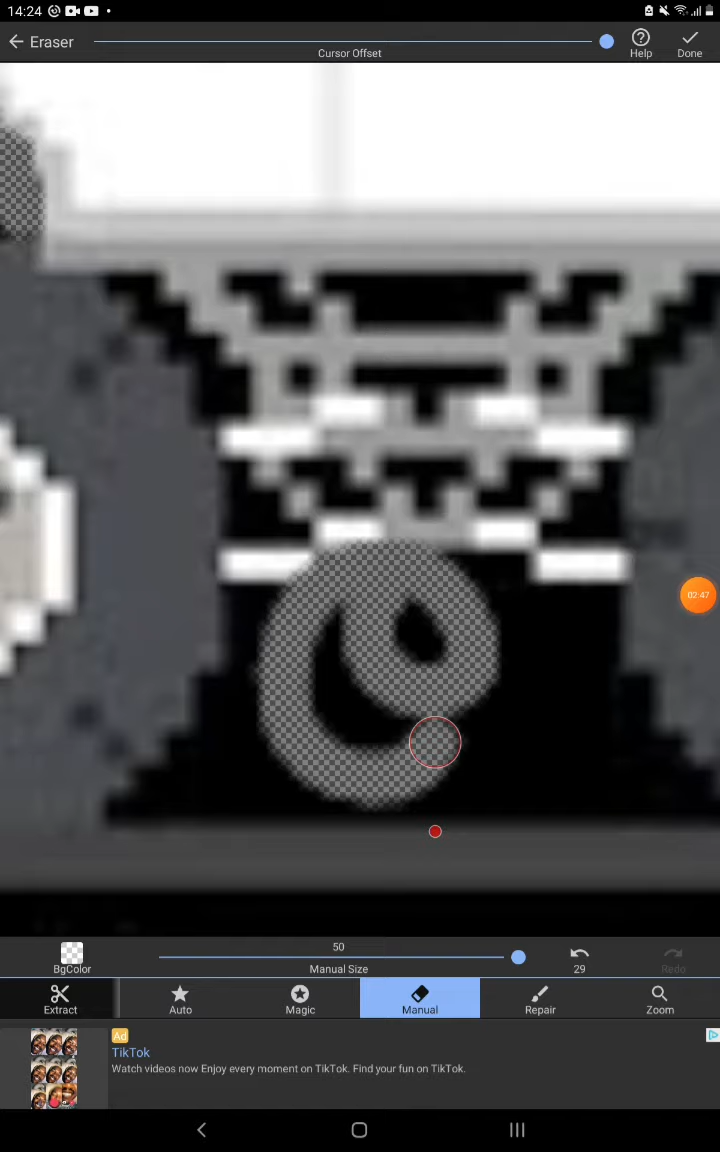 14:24
Eraser
Cursor Offset
Help
Done
02:47
50
BgColor
Manual Size
29
Redo
Extract
Auto
Magic
Manual
Repair
Zoom
Ad
TikTok
Watch videos now Enjoy every moment on TikTok. Find your fun on TikTok.